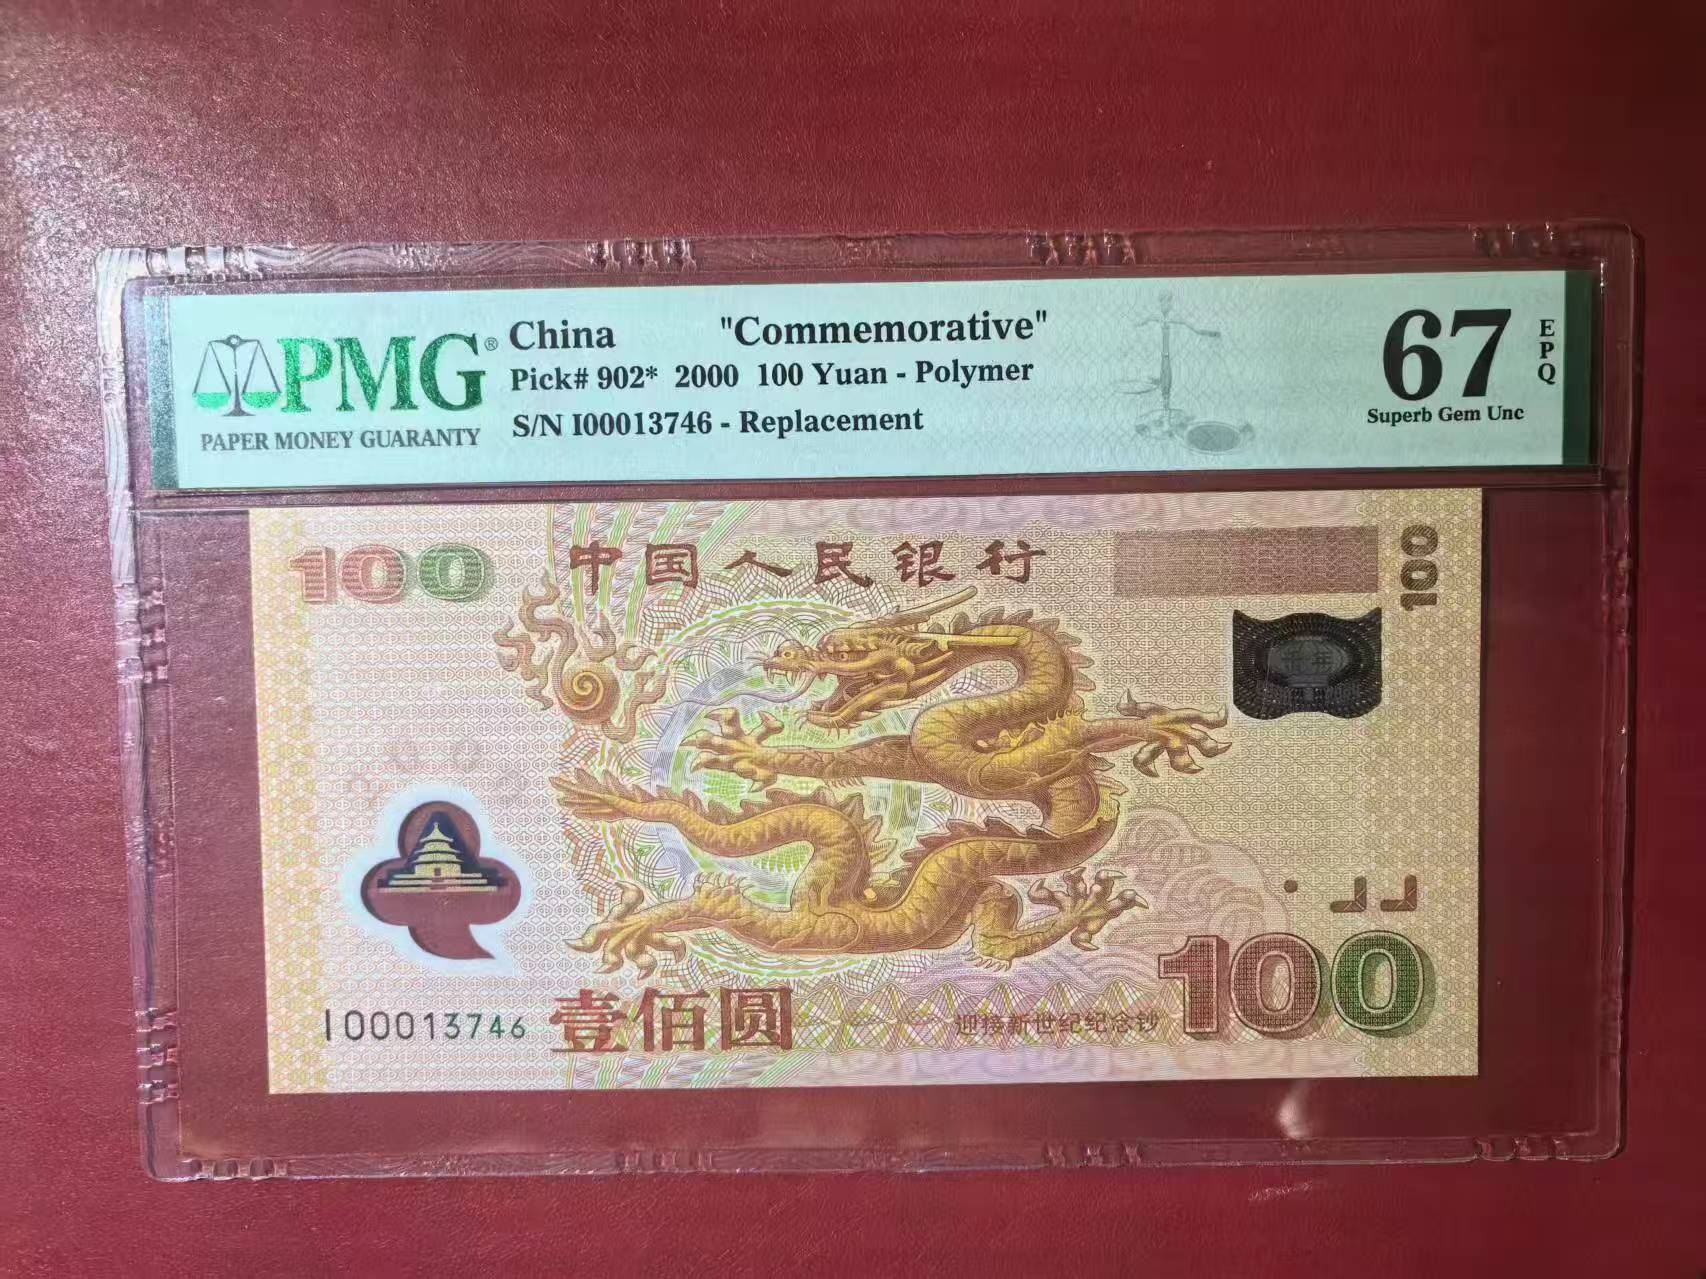 PMG®
PAPER MONEY GUARANTY
China "Commemorative"
Pick# 902* 2000 100 Yuan - Polymer
S/N I00013746 - Replacement
67
EPQ
Superb Gem Unc
100
中国人民银行
100
千年
I00013746
壹佰圆
迎接新世纪纪念钞
100